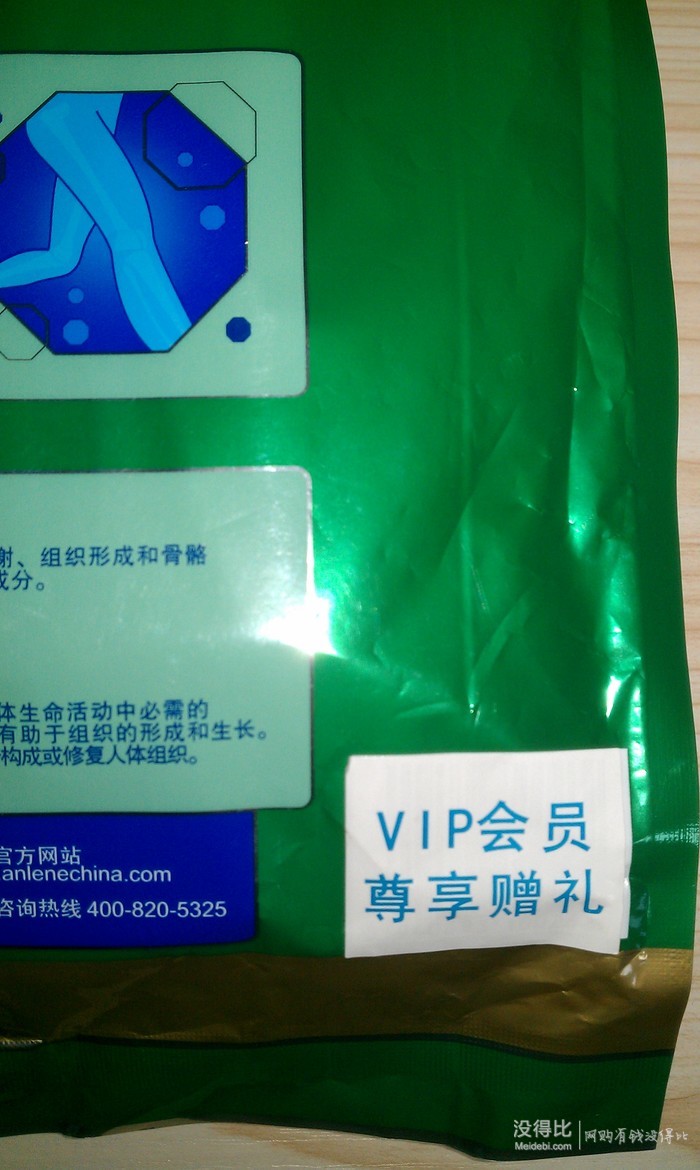 射、组织形成和骨骼
成分。
体生命活动中必需的
有助于组织的形成和生长。
构成或修复人体组织。
官方网站
anlenechina.com
咨询热线 400-820-5325
VIP会员
尊享赠礼
没得比
Meidebi.com
网购有钱没得比